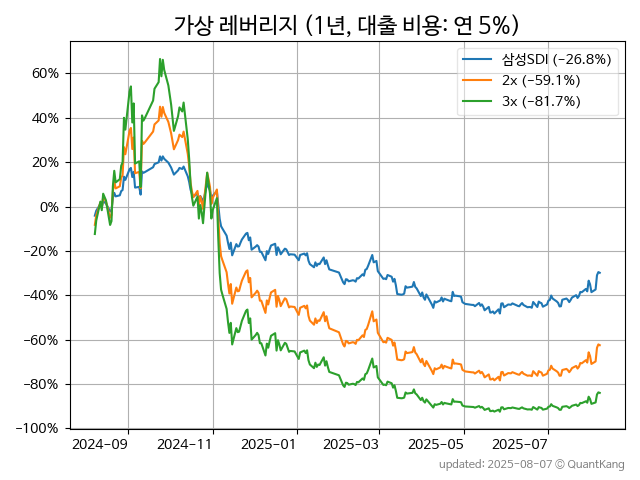 가상 레버리지 (1년, 대출 비용: 연 5%)
삼성SDI (−26.8%)
2x (−59.1%)
3x (−81.7%)
60%
40%
20%
0%
−20%
−40%
−60%
−80%
−100%
2024-09 2024-11 2025-01 2025-03 2025-05 2025-07
updated: 2025-08-07 © QuantKang